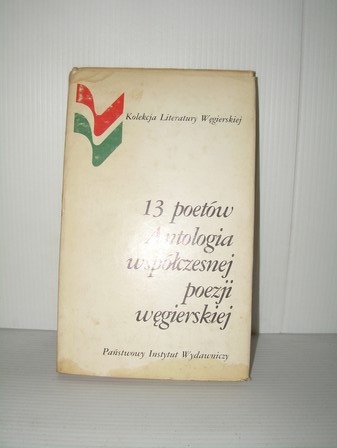 Kolekcja Literatury Węgierskiej
13 poetów
Antologia
współczesnej
poezji
węgierskiej
Państwowy Instytut Wydawniczy